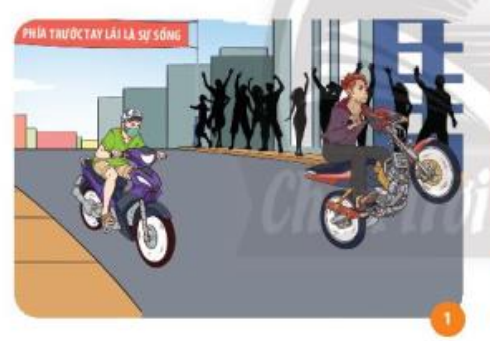 PHÍA TRƯỚC TAY LÁI LÀ SỰ SỐNG
1